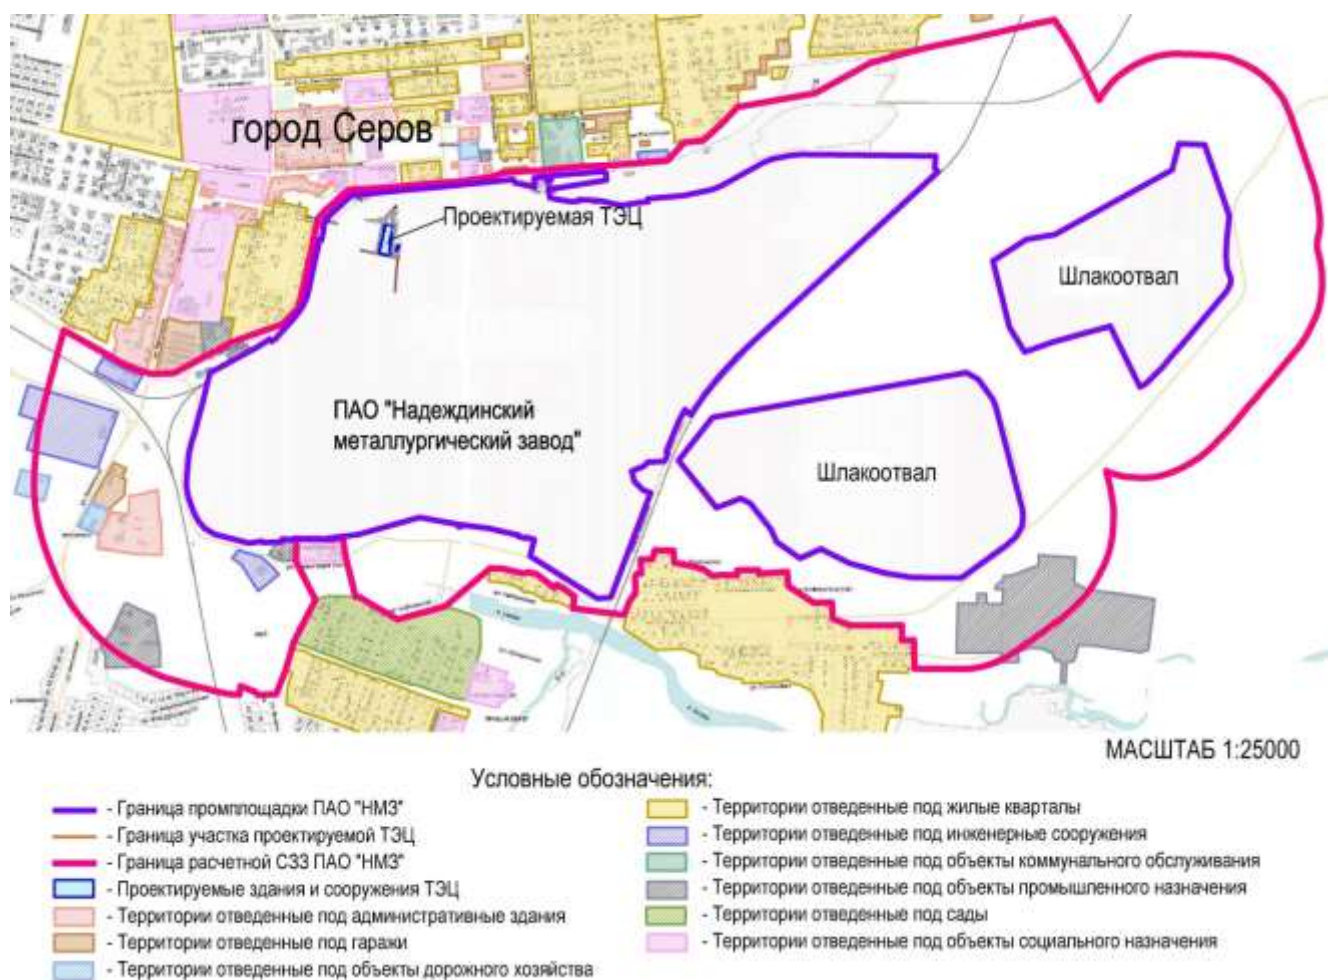 город Серов
Проектируемая ТЭЦ
Шлакоотвал
ПАО "Надеждинский
металлургический завод"
Шлакоотвал
МАСШТАБ 1:25000
Условные обозначения:
- Граница промплощадки ПАО "НМЗ"
- Граница участка проектируемой ТЭЦ
- Граница расчетной СЗЗ ПАО "НМЗ"
- Проектируемые здания и сооружения ТЭЦ
- Территории отведенные под административные здания
- Территории отведенные под гаражи
- Территории отведенные под объекты дорожного хозяйства
- Территории отведенные под жилые кварталы
- Территории отведенные под инженерные сооружения
- Территории отведенные под объекты коммунального обслуживания
- Территории отведенные под объекты промышленного назначения
- Территории отведенные под сады
- Территории отведенные под объекты социального назначения